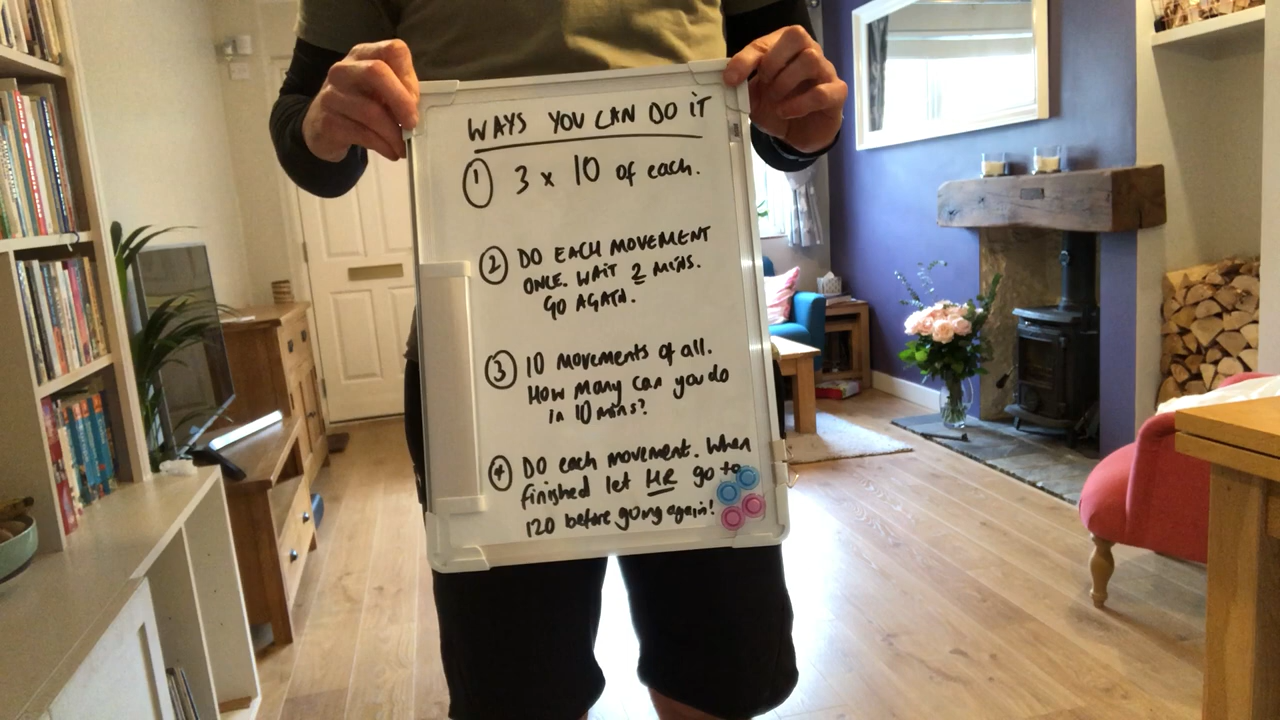 WAYS YOU CAN DO IT
① 3 x 10 of each.
② DO EACH MOVEMENT
ONCE. WAIT 2 MINS.
GO AGAIN.
③ 10 movements of all.
How many can you do
in 10 mins?
④ DO each movement. When
finished let HR go to
120 before going again!